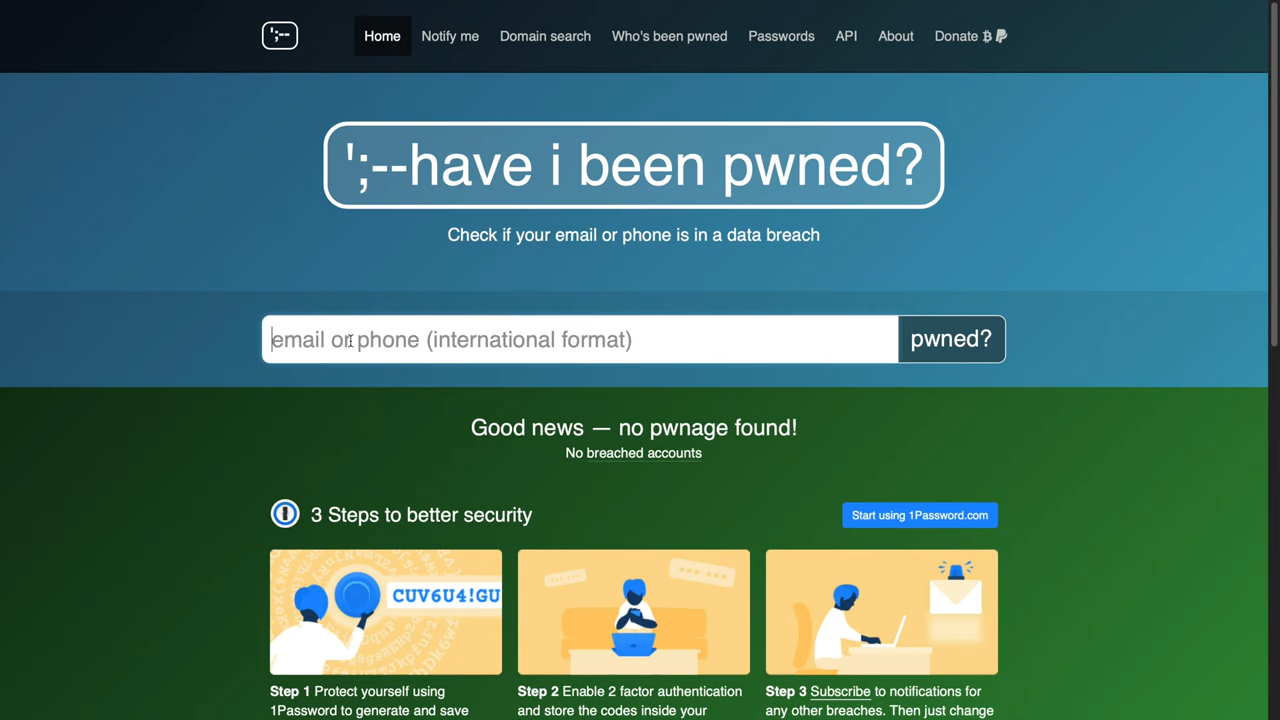 ';--
Home
Notify me
Domain search
Who's been pwned
Passwords
API
About
Donate
';--have i been pwned?
Check if your email or phone is in a data breach
email or phone (international format)
pwned?
Good news — no pwnage found!
No breached accounts
3 Steps to better security
Start using 1Password.com
CUV6U4!GU
Step 1 Protect yourself using
1Password to generate and save
Step 2 Enable 2 factor authentication
and store the codes inside your
Step 3 Subscribe to notifications for
any other breaches. Then just change